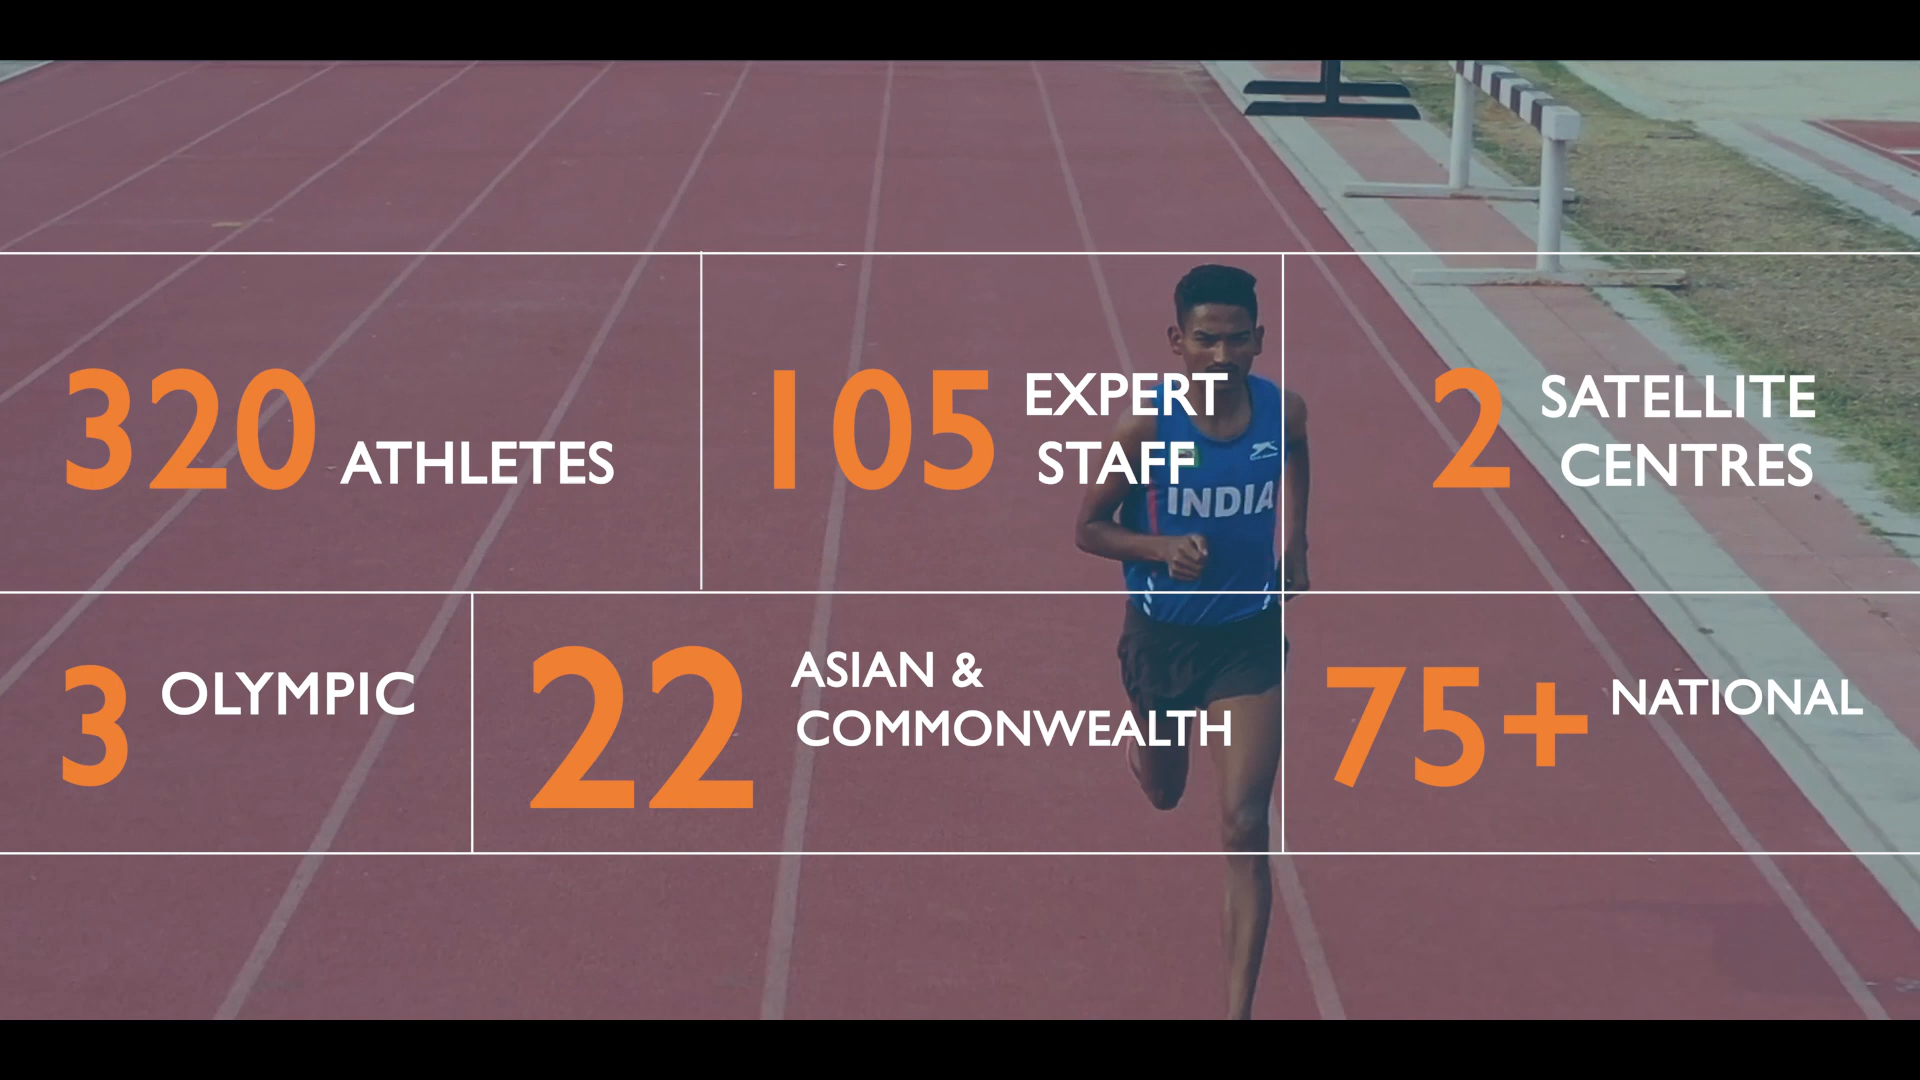 320 ATHLETES
105 EXPERT
STAFF
2 SATELLITE
CENTRES
INDIA
3 OLYMPIC
22 ASIAN &
COMMONWEALTH
75+ NATIONAL